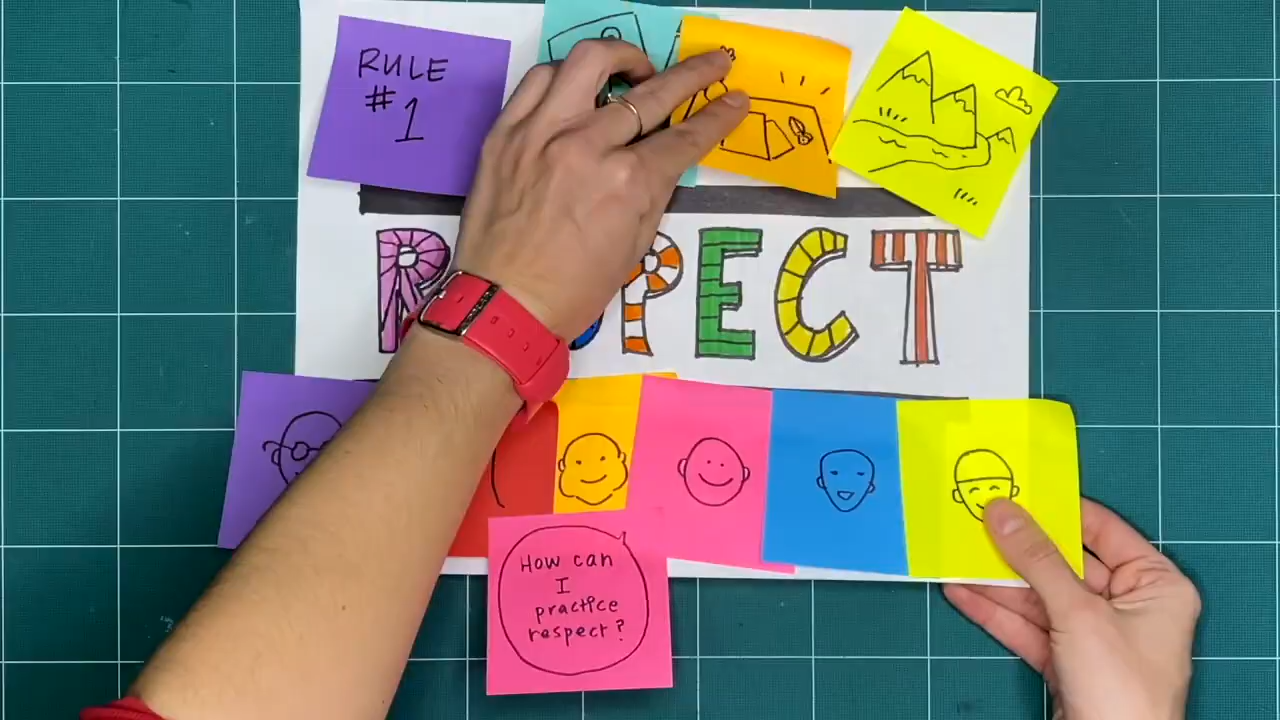 RULE
#1
R PECT
How can
I
practice
respect?